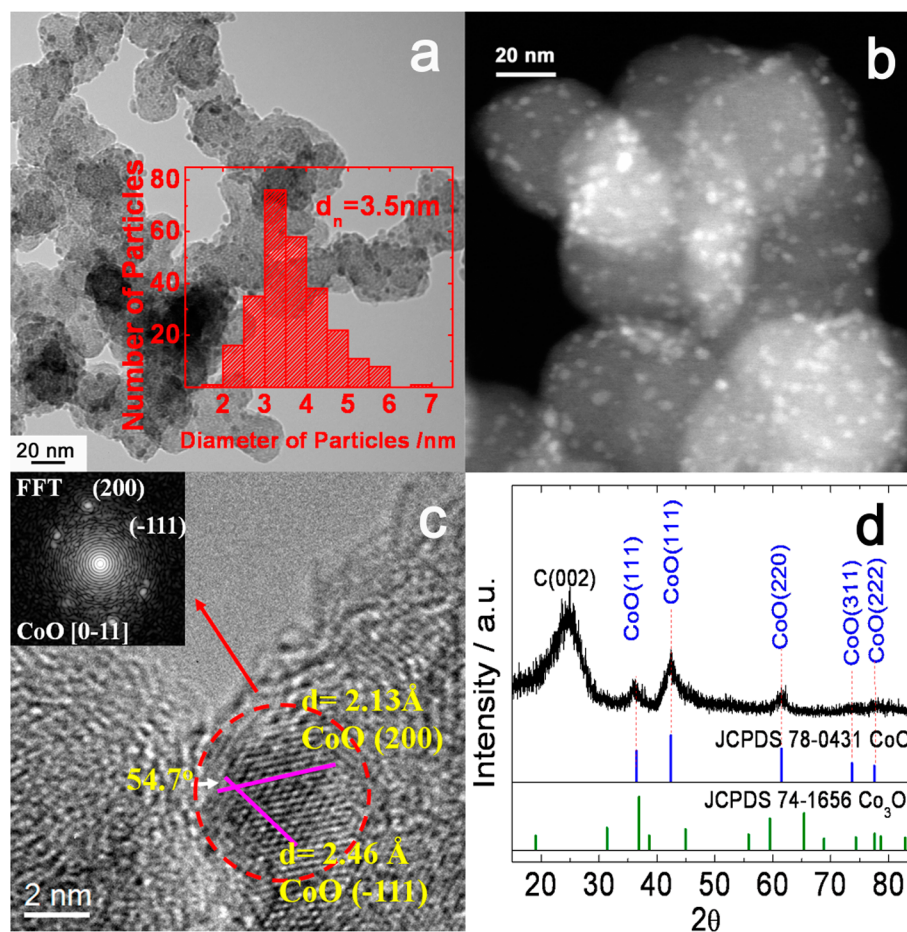 a
Number of Particles
80
60
40
20
dn=3.5nm
2 3 4 5 6 7
Diameter of Particles /nm
20 nm
20 nm
b
FFT (200)
(-111)
CoO [0-11]
c
d= 2.13Å
CoO (200)
54.7°
d= 2.46 Å
CoO (-111)
2 nm
d
Intensity / a.u.
C(002)
CoO(111)
CoO(111)
CoO(220)
CoO(311)
CoO(222)
JCPDS 78-0431 CoO
JCPDS 74-1656 Co3O
20 30 40 50 60 70 80
2θ